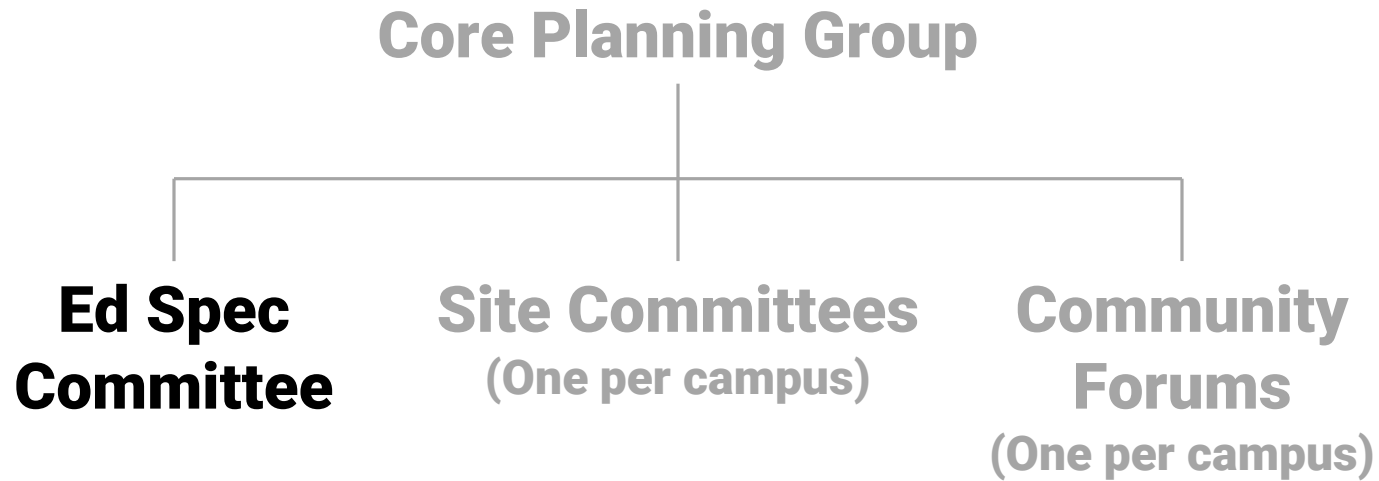 Core Planning Group
Ed Spec
Committee
Site Committees
(One per campus)
Community
Forums
(One per campus)